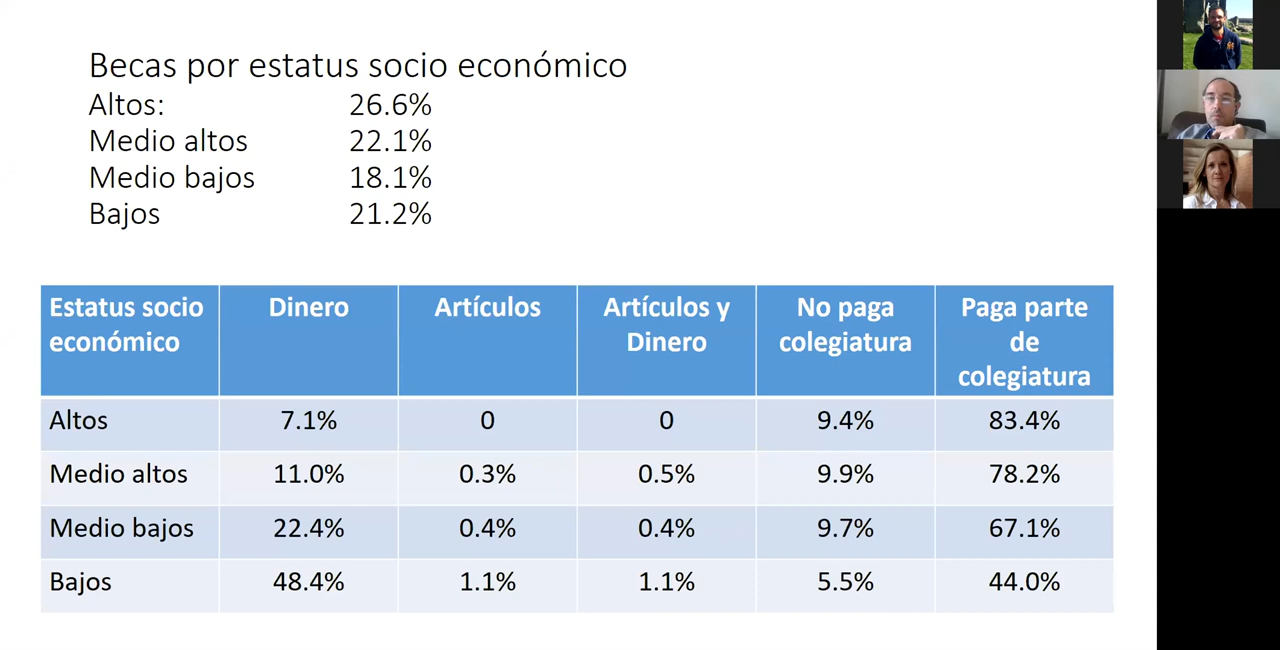 Becas por estatus socio económico
Altos: 26.6%
Medio altos 22.1%
Medio bajos 18.1%
Bajos 21.2%
Estatus socio económico Dinero Artículos Artículos y Dinero No paga colegiatura Paga parte de colegiatura
Altos 7.1% 0 0 9.4% 83.4%
Medio altos 11.0% 0.3% 0.5% 9.9% 78.2%
Medio bajos 22.4% 0.4% 0.4% 9.7% 67.1%
Bajos 48.4% 1.1% 1.1% 5.5% 44.0%